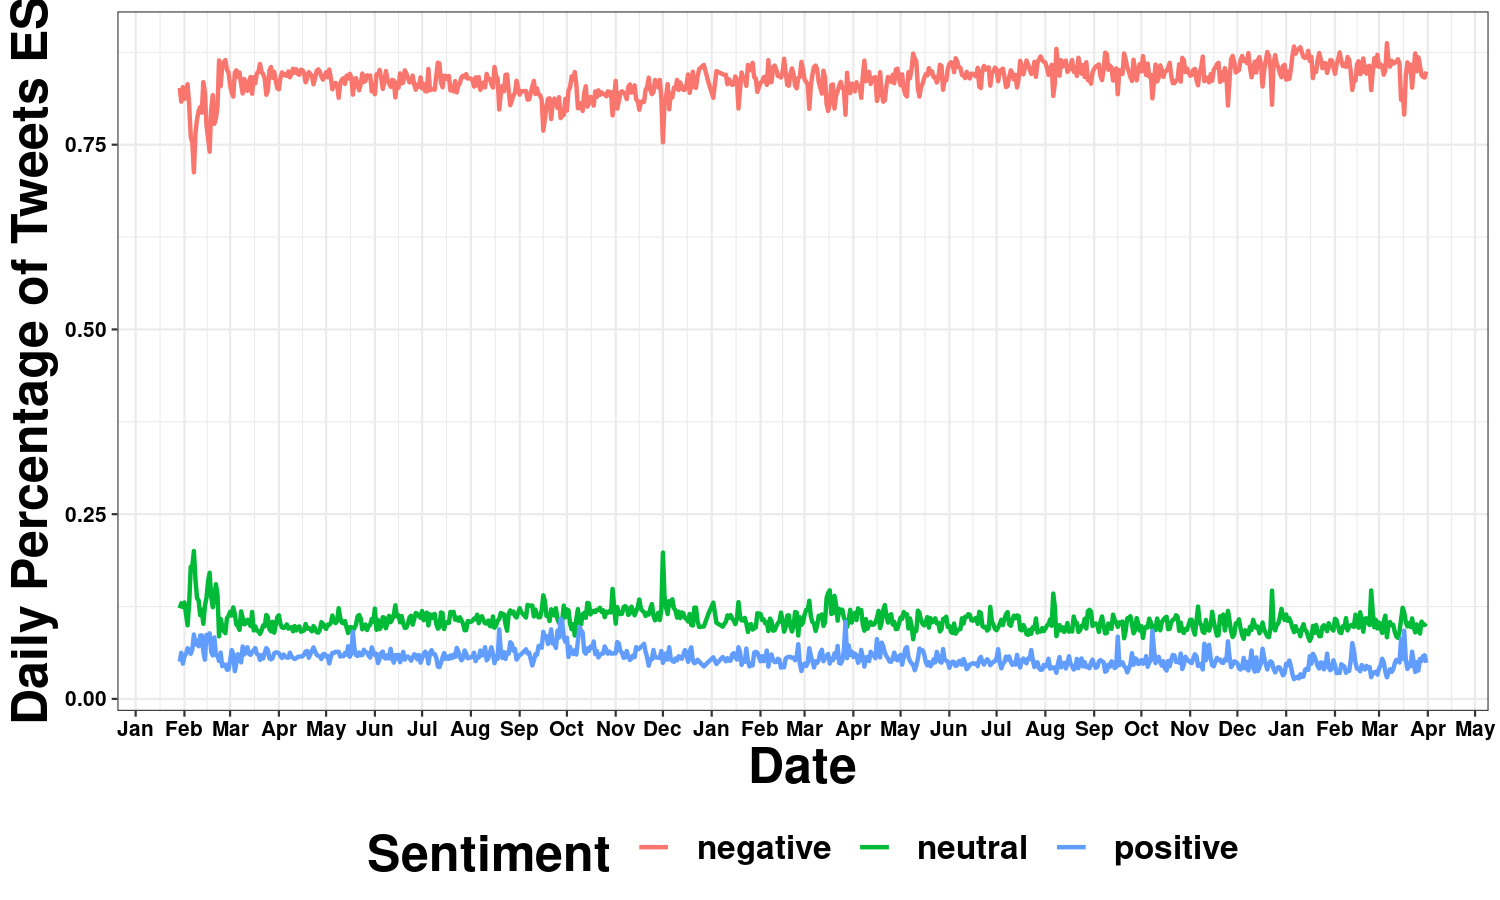 Daily Percentage of Tweets ES
0.75
0.50
0.25
0.00
Jan Feb Mar Apr May Jun Jul Aug Sep Oct Nov Dec Jan Feb Mar Apr May Jun Jul Aug Sep Oct Nov Dec Jan Feb Mar Apr May
Date
Sentiment negative neutral positive